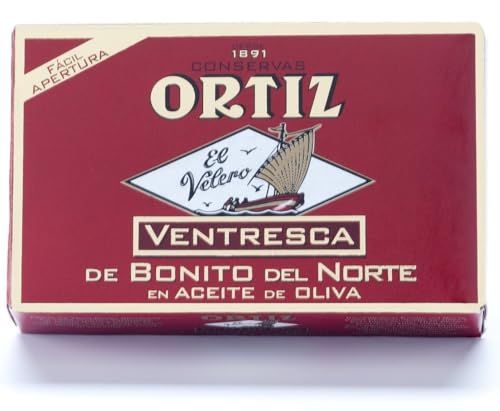 FÁCIL
APERTURA
1891
CONSERVAS
ORTIZ
El
Velero
VENTRESCA
DE BONITO DEL NORTE
EN ACEITE DE OLIVA